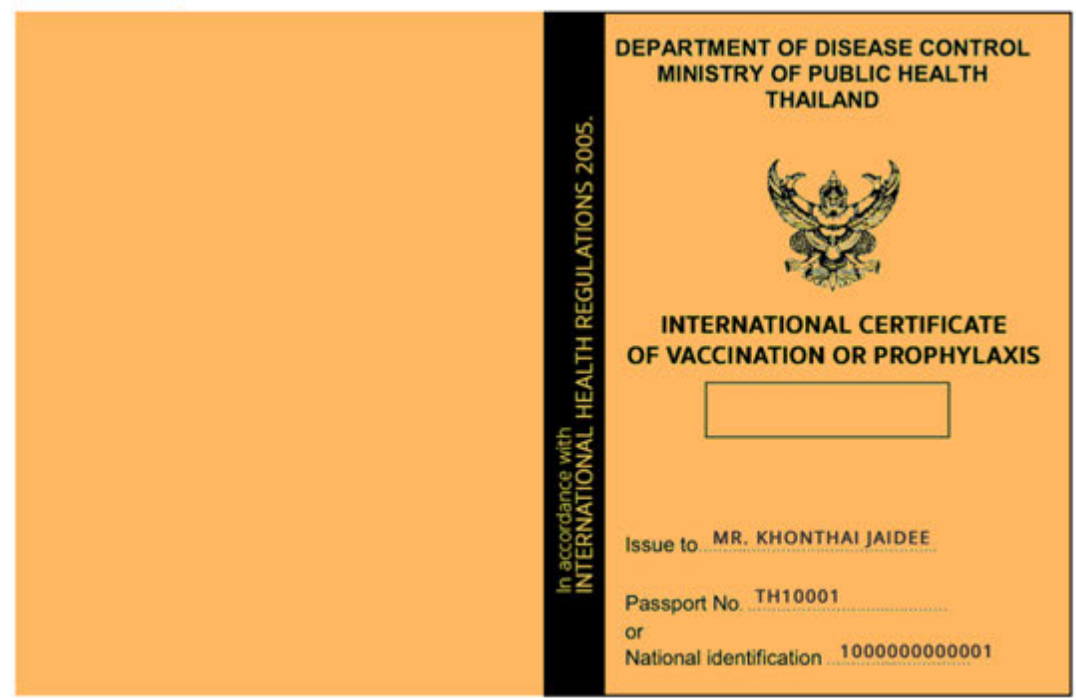 In accordance with
INTERNATIONAL HEALTH REGULATIONS 2005.
DEPARTMENT OF DISEASE CONTROL
MINISTRY OF PUBLIC HEALTH
THAILAND
INTERNATIONAL CERTIFICATE
OF VACCINATION OR PROPHYLAXIS
Issue to MR. KHONTHAI JAIDEE
Passport No. TH10001
or
National identification 1000000000001